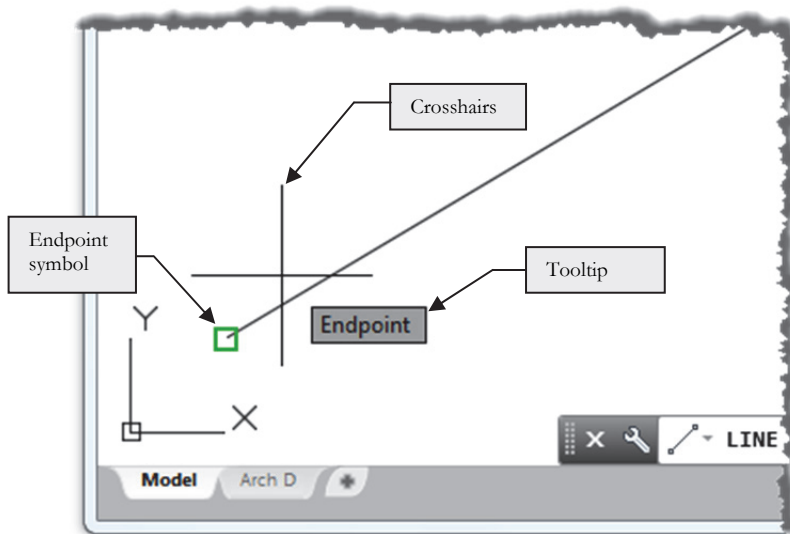 Crosshairs
Endpoint
symbol
Tooltip
Endpoint
Y
X
LINE
Model
Arch D